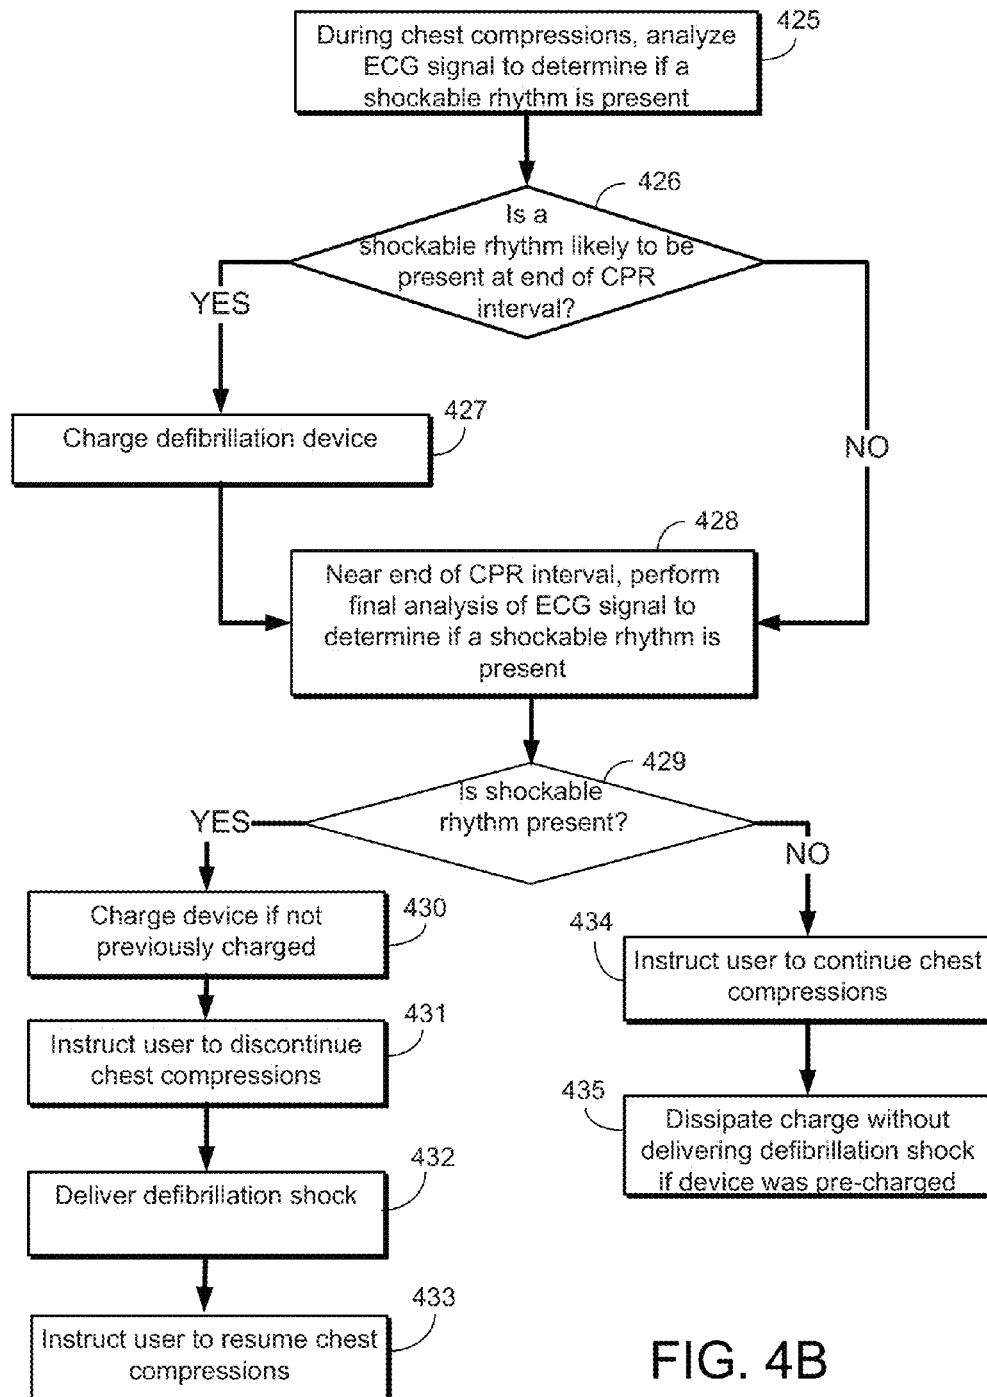 During chest compressions, analyze
ECG signal to determine if a
shockable rhythm is present
425
426
Is a
shockable rhythm likely to be
present at end of CPR
interval?
YES
NO
427
Charge defibrillation device
428
Near end of CPR interval, perform
final analysis of ECG signal to
determine if a shockable rhythm is
present
429
Is shockable
rhythm present?
YES
NO
430
Charge device if not
previously charged
431
Instruct user to discontinue
chest compressions
432
Deliver defibrillation shock
433
Instruct user to resume chest
compressions
434
Instruct user to continue chest
compressions
435
Dissipate charge without
delivering defibrillation shock
if device was pre-charged
FIG. 4B